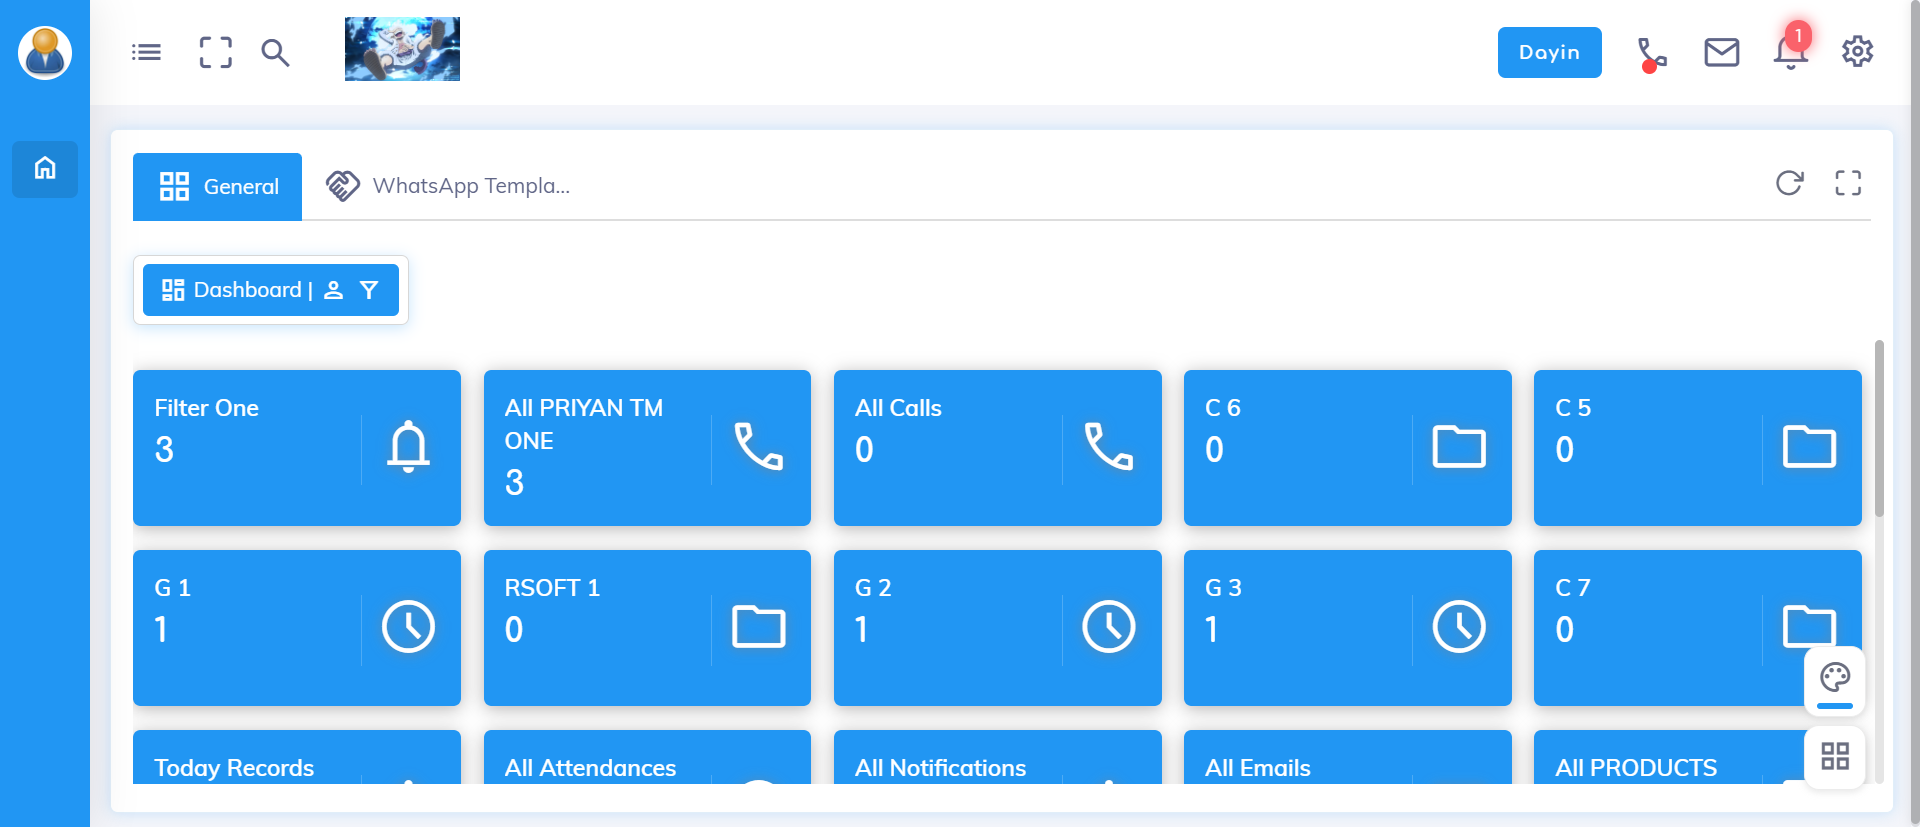 Dayin
1
General
WhatsApp Templa...
Dashboard |
Filter One
3
All PRIYAN TM
ONE
3
All Calls
0
C 6
0
C 5
0
G 1
1
RSOFT 1
0
G 2
1
G 3
1
C 7
0
Today Records
All Attendances
All Notifications
All Emails
All PRODUCTS